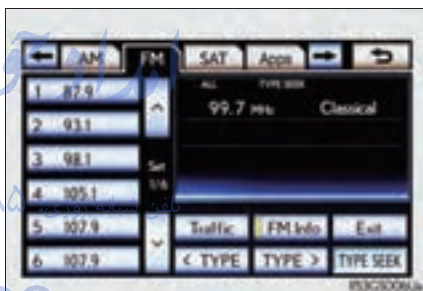 AM FM SAT Apps
ALL TYPE SEEK
1 87.9
99.7 MHz Classical
2 93.1
3 98.1
Set
4 105.1
1/6
5 107.9
Traffic FM Info Exit
6 107.9
< TYPE TYPE > TYPE SEEK